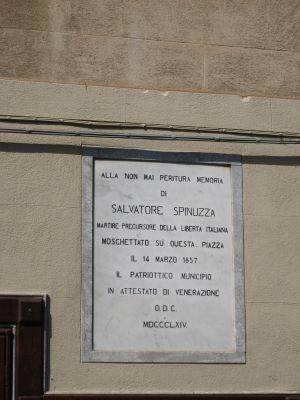 ALLA NON MAI PERITURA MEMORIA
DI
SALVATORE SPINUZZA
MARTIRE PRECURSORE DELLA LIBERTA ITALIANA
MOSCHETTATO SU QUESTA PIAZZA
IL 14 MARZO 1857
IL PATRIOTTICO MUNICIPIO
IN ATTESTATO DI VENERAZIONE
O.D.C.
MDCCCLXIV.